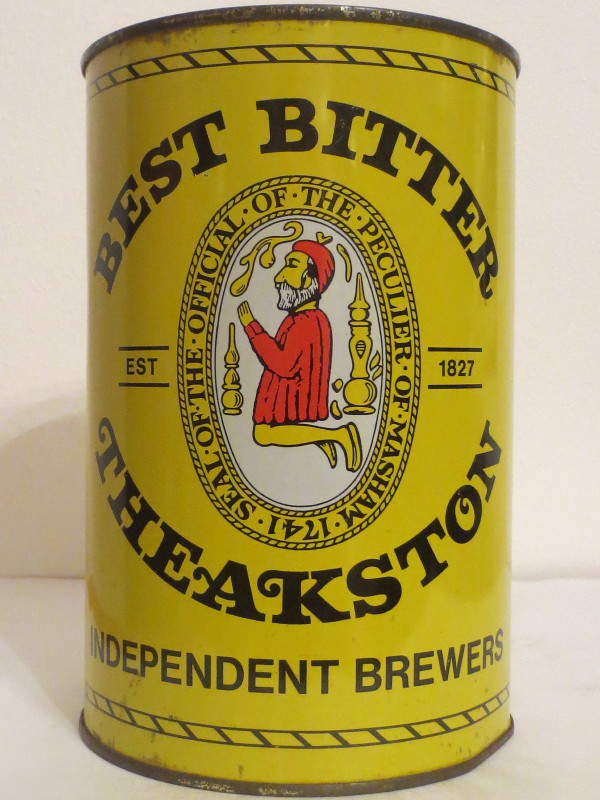 BEST BITTER
SEAL·OF·THE·OFFICIAL·OF·THE·PECULIER·OF·MASHAM·1741·
EST
1827
THEAKSTON
INDEPENDENT BREWERS